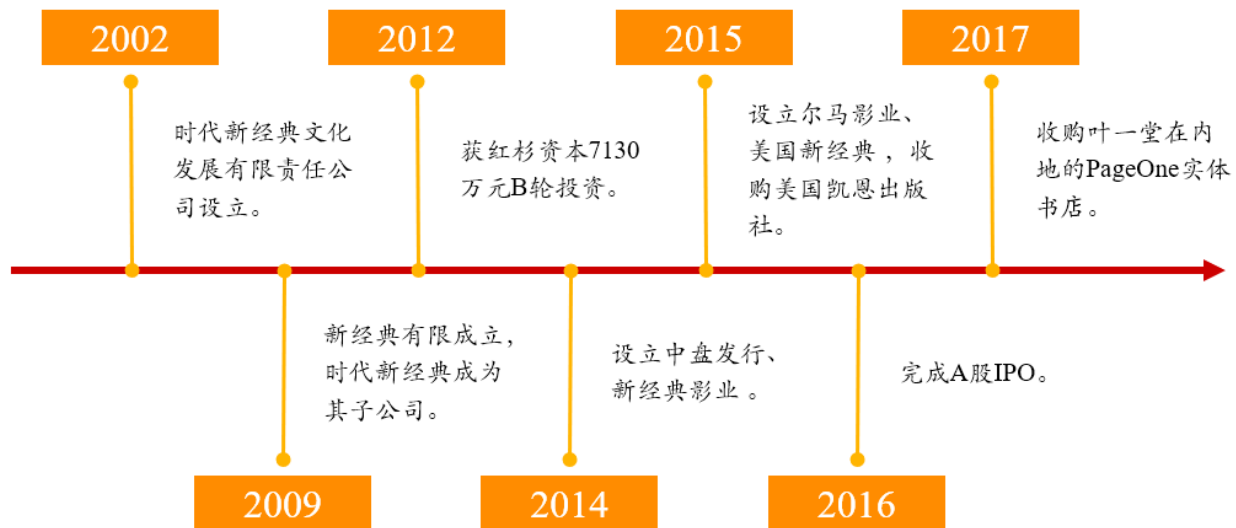 2002
时代新经典文化
发展有限责任公
司设立。
2009
新经典有限成立，
时代新经典成为
其子公司。
2012
获红杉资本7130
万元B轮投资。
2014
设立中盘发行、
新经典影业 。
2015
设立尔马影业、
美国新经典 ，收
购美国凯恩出版
社。
2016
完成A股IPO。
2017
收购叶一堂在内
地的PageOne实体
书店。